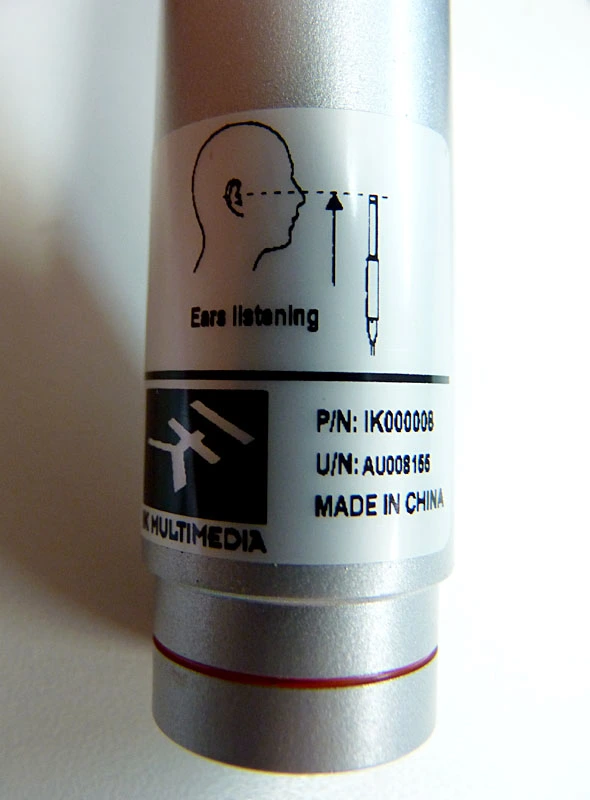 Ears listening
P/N: IK000008
U/N: AU008155
MADE IN CHINA
IK MULTIMEDIA